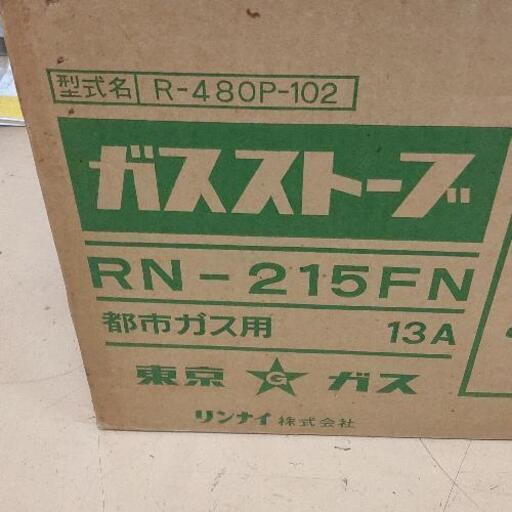 型式名 R-480P-102
ガスストーブ
RN-215FN
都市ガス用 13A
東京 G ガス
リンナイ株式会社